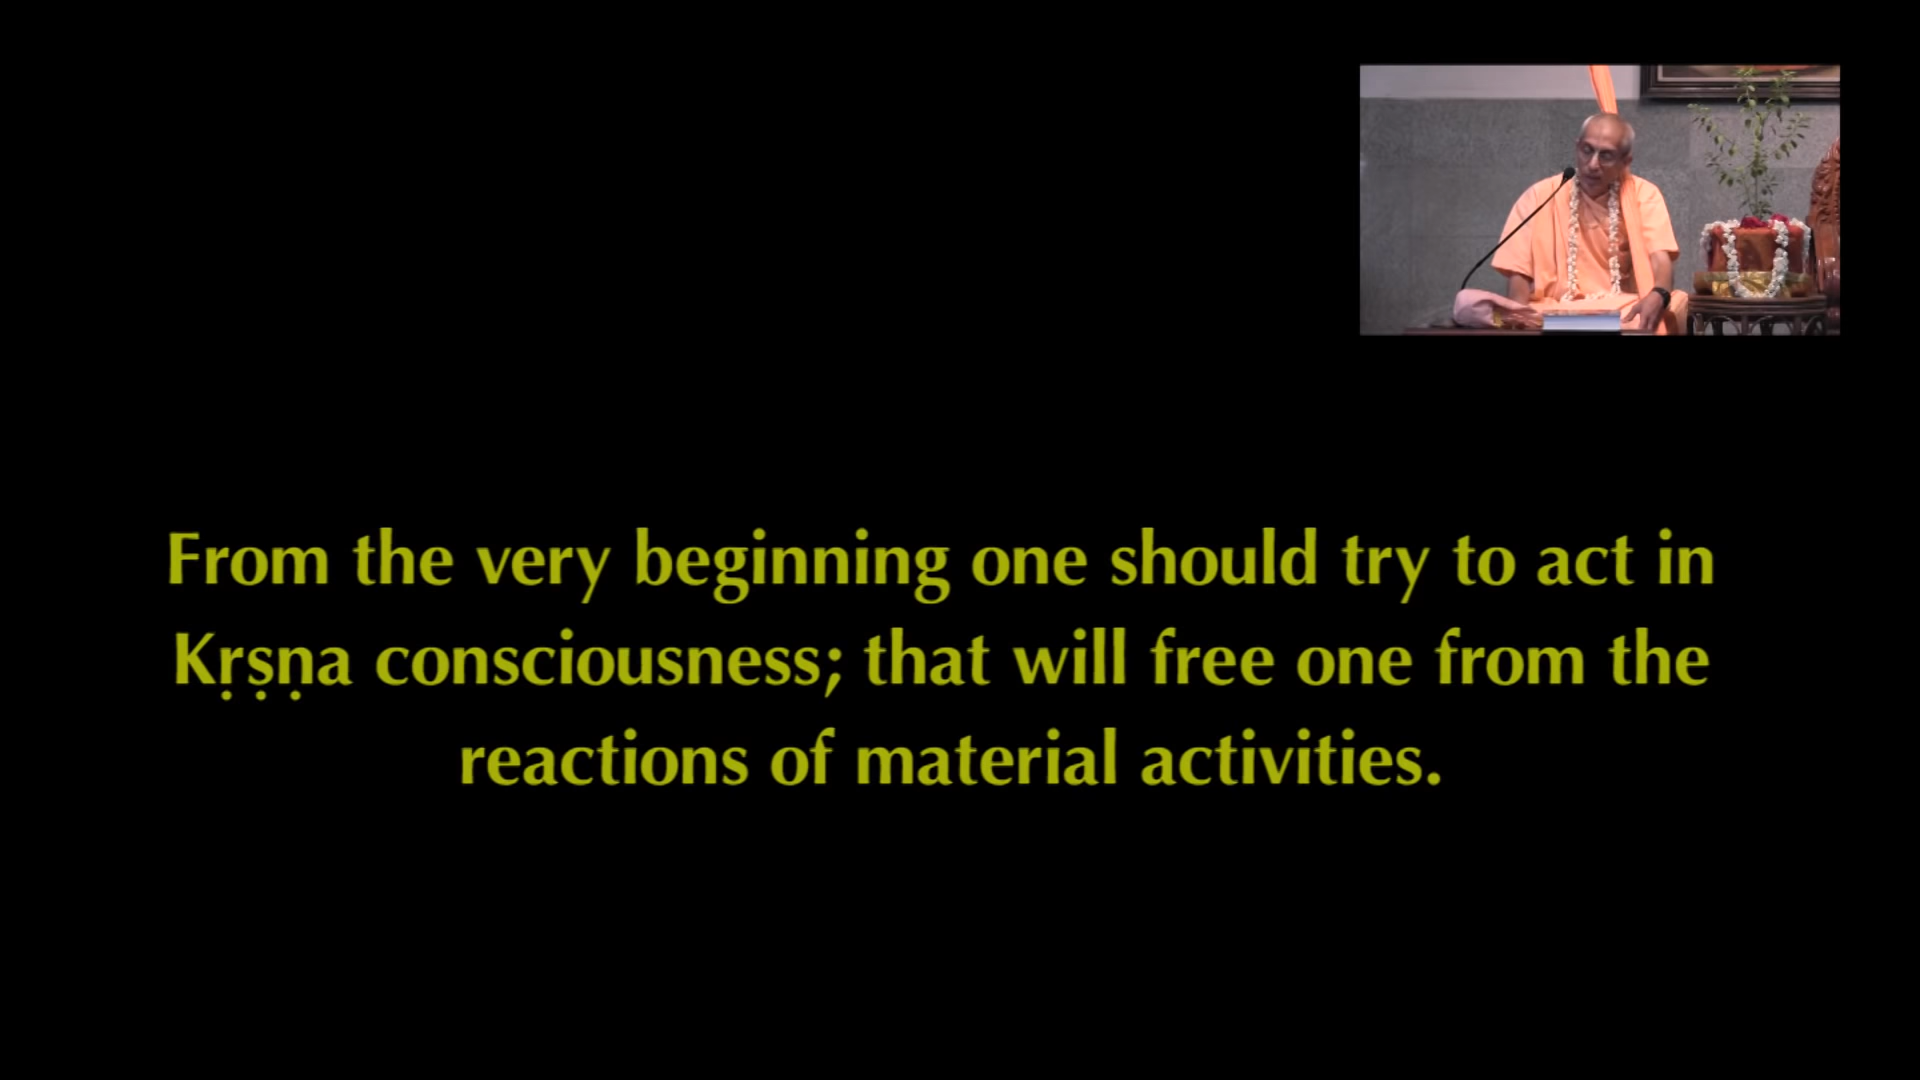 From the very beginning one should try to act in
Kṛṣṇa consciousness; that will free one from the
reactions of material activities.